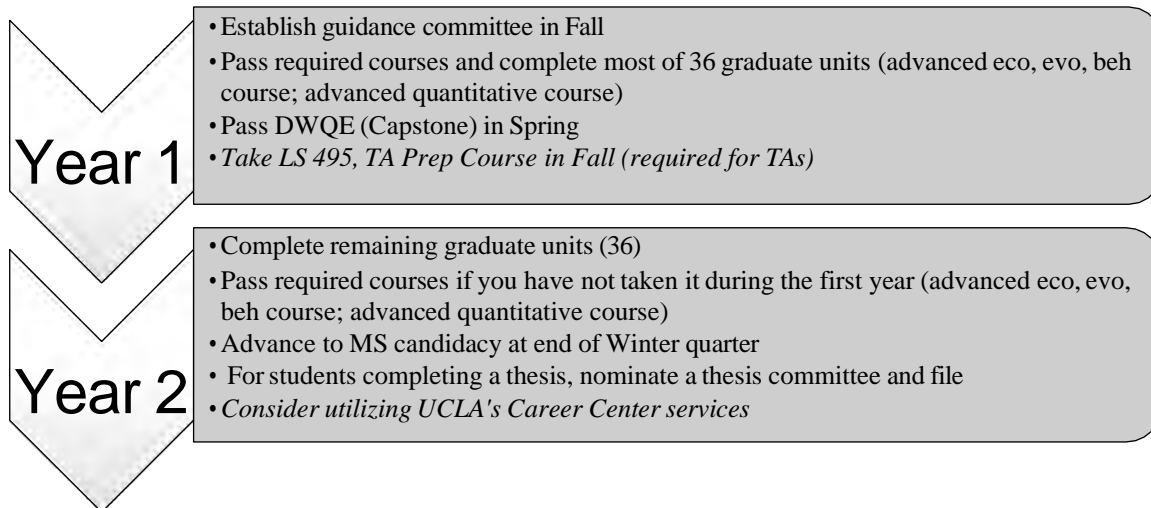 Year 1
•Establish guidance committee in Fall
•Pass required courses and complete most of 36 graduate units (advanced eco, evo, beh
course; advanced quantitative course)
•Pass DWQE (Capstone) in Spring
•Take LS 495, TA Prep Course in Fall (required for TAs)
Year 2
•Complete remaining graduate units (36)
•Pass required courses if you have not taken it during the first year (advanced eco, evo,
beh course; advanced quantitative course)
•Advance to MS candidacy at end of Winter quarter
• For students completing a thesis, nominate a thesis committee and file
•Consider utilizing UCLA's Career Center services